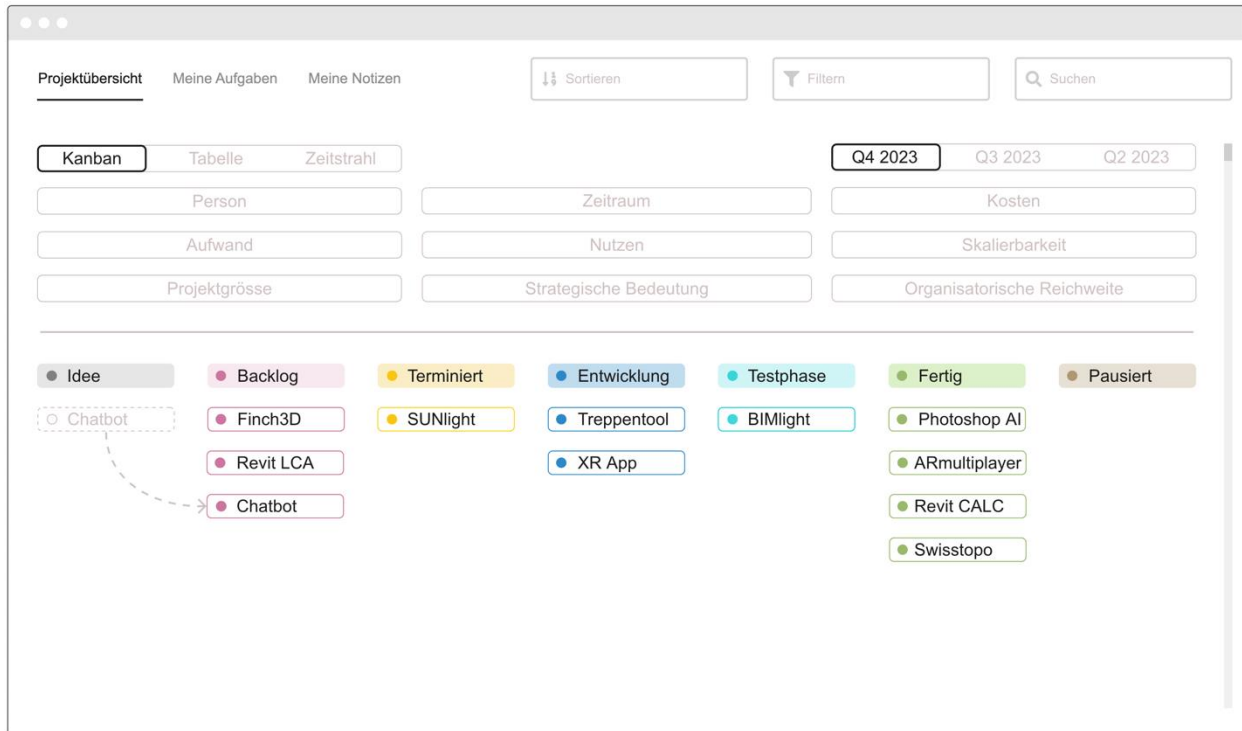 Projektübersicht Meine Aufgaben Meine Notizen Sortieren Filtern Suchen
Kanban Tabelle Zeitstrahl Q4 2023 Q3 2023 Q2 2023
Person Zeitraum Kosten
Aufwand Nutzen Skalierbarkeit
Projektgrösse Strategische Bedeutung Organisatorische Reichweite
Idee Backlog Terminiert Entwicklung Testphase Fertig Pausiert
Chatbot Finch3D SUNlight Treppentool BIMlight Photoshop AI
Revit LCA XR App ARmultiplayer
Chatbot Revit CALC
Swisstopo